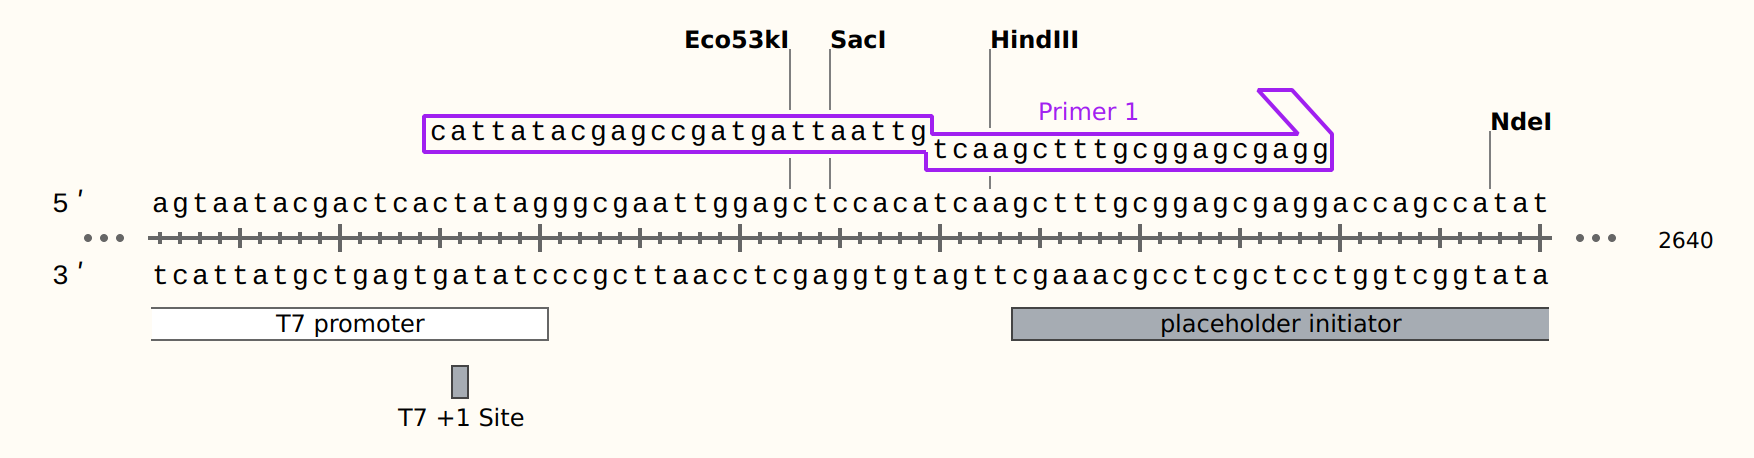 Eco53kI SacI HindIII
Primer 1
NdeI
cattatacgagccgatgattaattg
tcaagctttgcggagcgagg
5′ agtaatacgactcactatagggcgaattggagctccacatcaagctttgcggagcgaggaccagccatat
2640
3′ tcattatgctgagtgatatcccgcttaacctcgaggtgtagttcgaaacgcctcgctcctggtcggtata
T7 promoter placeholder initiator
T7 +1 Site